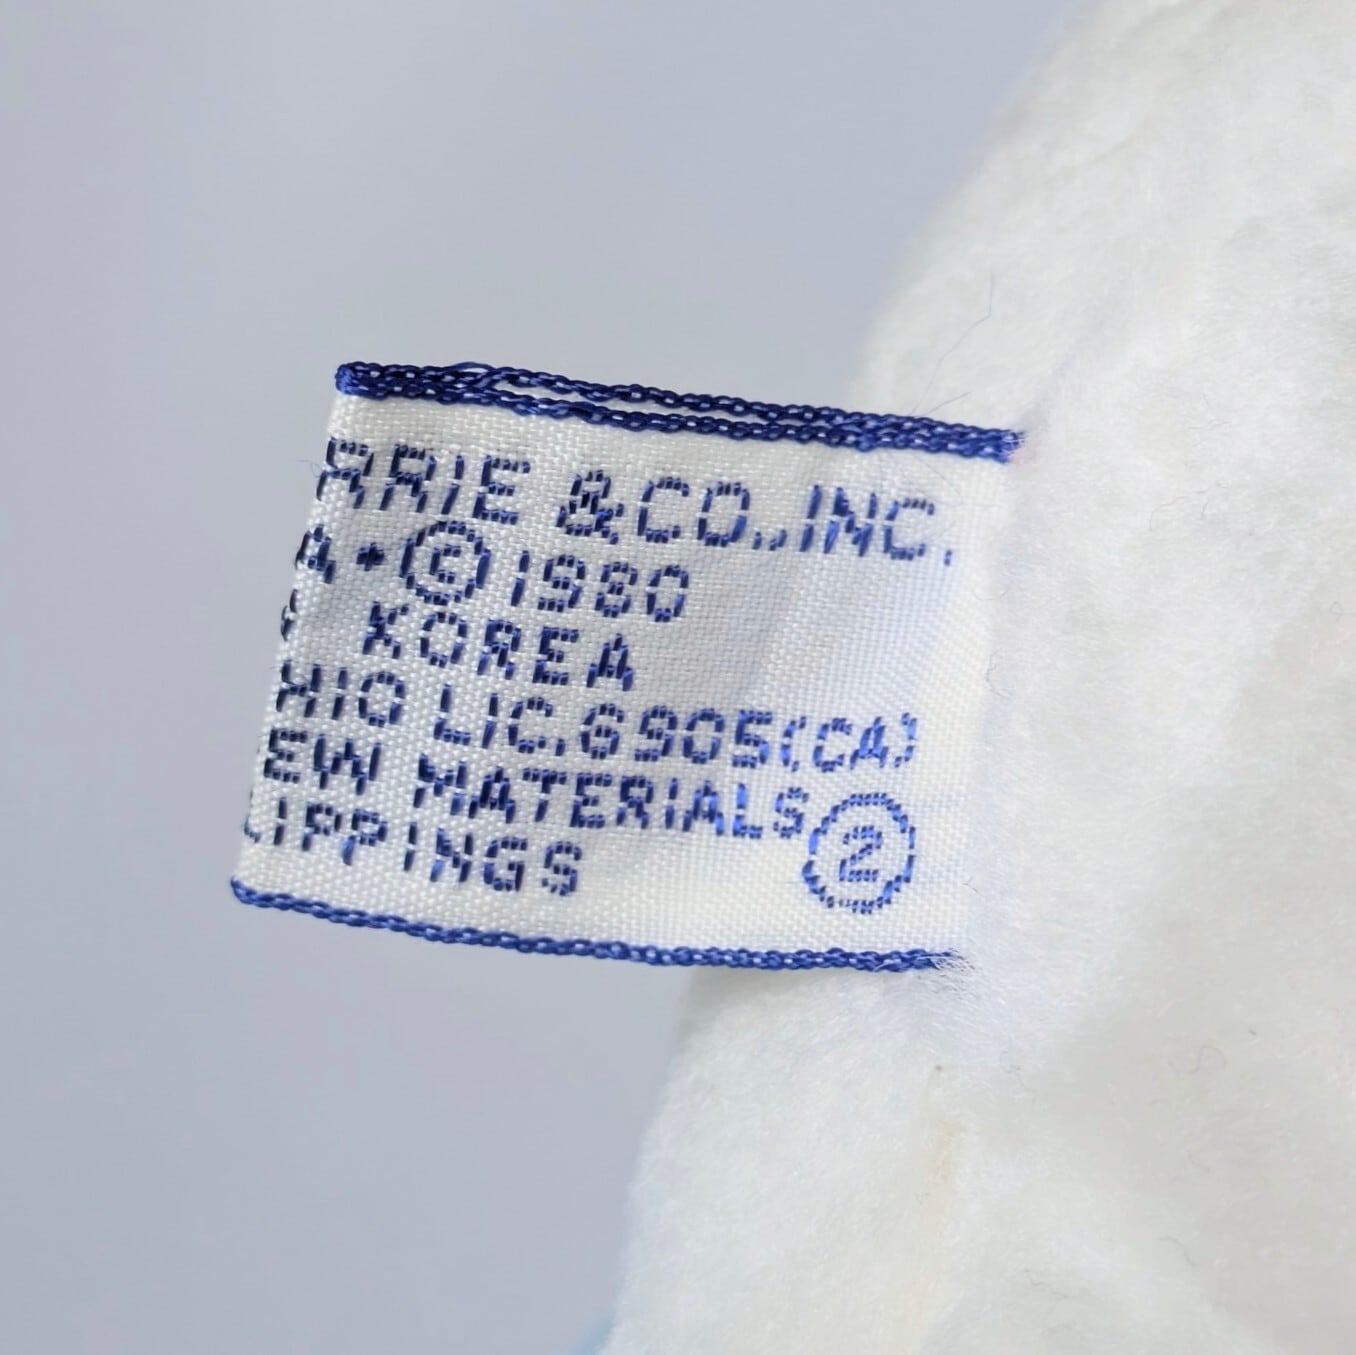 RRIE & CO., INC.
A • © 1980
KOREA
HIO LIC. 6905 (CA)
EW MATERIALS
LIPPINGS
2